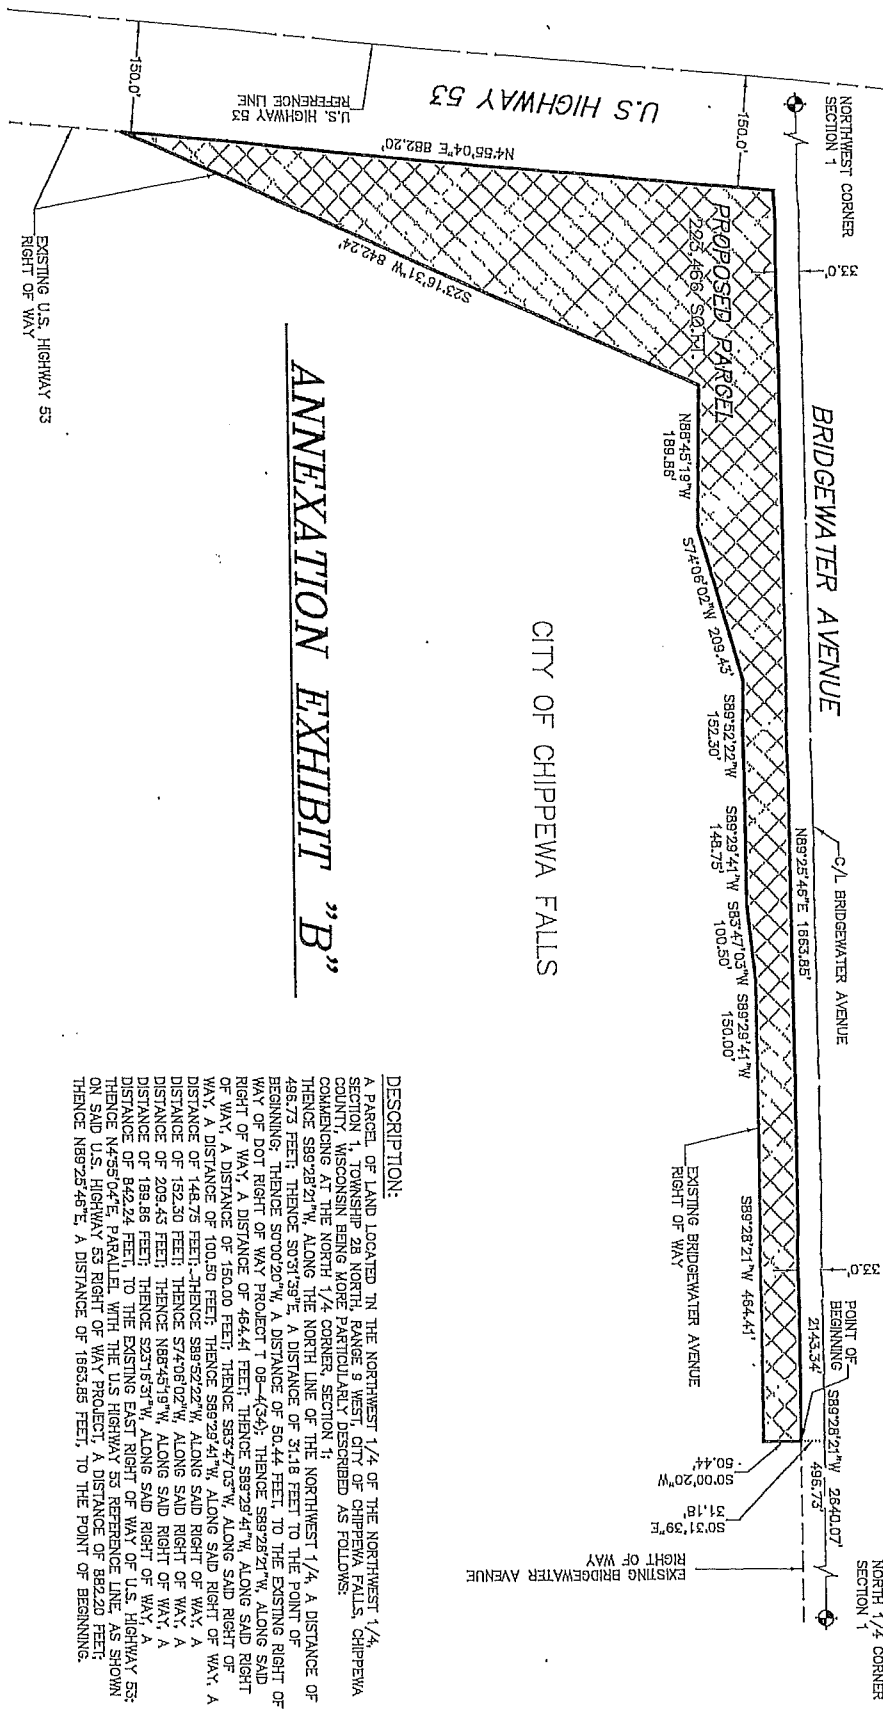 NORTHWEST CORNER
SECTION 1
33.0'
BRIDGEWATER AVENUE
C/L BRIDGEWATER AVENUE
N89°25'46"E 1663.85'
33.0'
POINT OF
BEGINNING
2143.34'
S89°28'21"W 2640.07'
496.73'
NORTH 1/4 CORNER
SECTION 1
150.0'
U.S HIGHWAY 53
U.S. HIGHWAY 53
REFERENCE LINE
150.0'
N4°55'04"E 882.20'
PROPOSED PARCEL
223,466 SQ.FT.
S23°16'31"W 842.24'
EXISTING U.S. HIGHWAY 53
RIGHT OF WAY
N88°45'19"W
189.86'
S74°06'02"W 209.43'
S89°52'22"W
152.30'
S89°29'41"W
148.75'
S83°47'03"W
100.50'
S89°29'41"W
150.00'
EXISTING BRIDGEWATER AVENUE
RIGHT OF WAY
S89°28'21"W 464.41'
S0°00'20"W
50.44'
S0°31'39"E
31.18'
EXISTING BRIDGEWATER AVENUE
RIGHT OF WAY
CITY OF CHIPPEWA FALLS
ANNEXATION EXHIBIT "B"
DESCRIPTION:
A PARCEL OF LAND LOCATED IN THE NORTHWEST 1/4 OF THE NORTHWEST 1/4,
SECTION 1, TOWNSHIP 28 NORTH, RANGE 9 WEST, CITY OF CHIPPEWA FALLS, CHIPPEWA
COUNTY, WISCONSIN BEING MORE PARTICULARLY DESCRIBED AS FOLLOWS:
COMMENCING AT THE NORTH 1/4 CORNER, SECTION 1;
THENCE S89°28'21"W, ALONG THE NORTH LINE OF THE NORTHWEST 1/4, A DISTANCE OF
496.73 FEET; THENCE S0°31'39"E, A DISTANCE OF 31.18 FEET TO THE POINT OF
BEGINNING; THENCE S0°00'20"W, A DISTANCE OF 50.44 FEET, TO THE EXISTING RIGHT OF
WAY OF DOT RIGHT OF WAY PROJECT T 08-4(34); THENCE S89°28'21"W, ALONG SAID
RIGHT OF WAY, A DISTANCE OF 464.41 FEET; THENCE S89°29'41"W, ALONG SAID RIGHT
OF WAY, A DISTANCE OF 150.00 FEET; THENCE S83°47'03"W, ALONG SAID RIGHT OF
WAY, A DISTANCE OF 100.50 FEET; THENCE S89°29'41"W, ALONG SAID RIGHT OF WAY, A
DISTANCE OF 148.75 FEET; THENCE S89°52'22"W, ALONG SAID RIGHT OF WAY, A
DISTANCE OF 152.30 FEET; THENCE S74°06'02"W, ALONG SAID RIGHT OF WAY, A
DISTANCE OF 209.43 FEET; THENCE N88°45'19"W, ALONG SAID RIGHT OF WAY, A
DISTANCE OF 189.86 FEET; THENCE S23°16'31"W, ALONG SAID RIGHT OF WAY, A
DISTANCE OF 842.24 FEET, TO THE EXISTING EAST RIGHT OF WAY OF U.S. HIGHWAY 53;
THENCE N4°55'04"E, PARALLEL WITH THE U.S HIGHWAY 53 REFERENCE LINE, AS SHOWN
ON SAID U.S. HIGHWAY 53 RIGHT OF WAY PROJECT, A DISTANCE OF 882.20 FEET;
THENCE N89°25'46"E, A DISTANCE OF 1663.85 FEET, TO THE POINT OF BEGINNING.